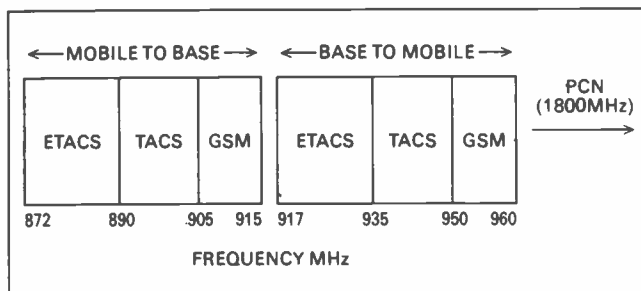 MOBILE TO BASE
BASE TO MOBILE
PCN
(1800MHz)
ETACS TACS GSM ETACS TACS GSM
872 890 .905 915 917 935 950 960
FREQUENCY MHz